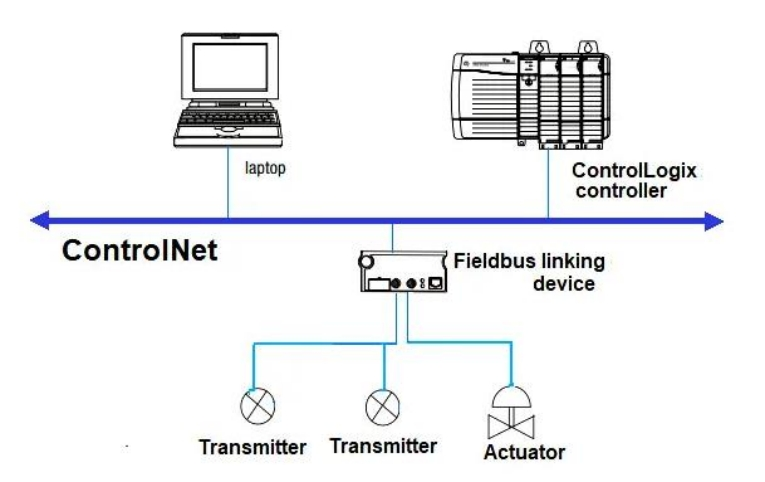 laptop
ControlLogix
controller
ControlNet
Fieldbus linking
device
Transmitter
Transmitter
Actuator